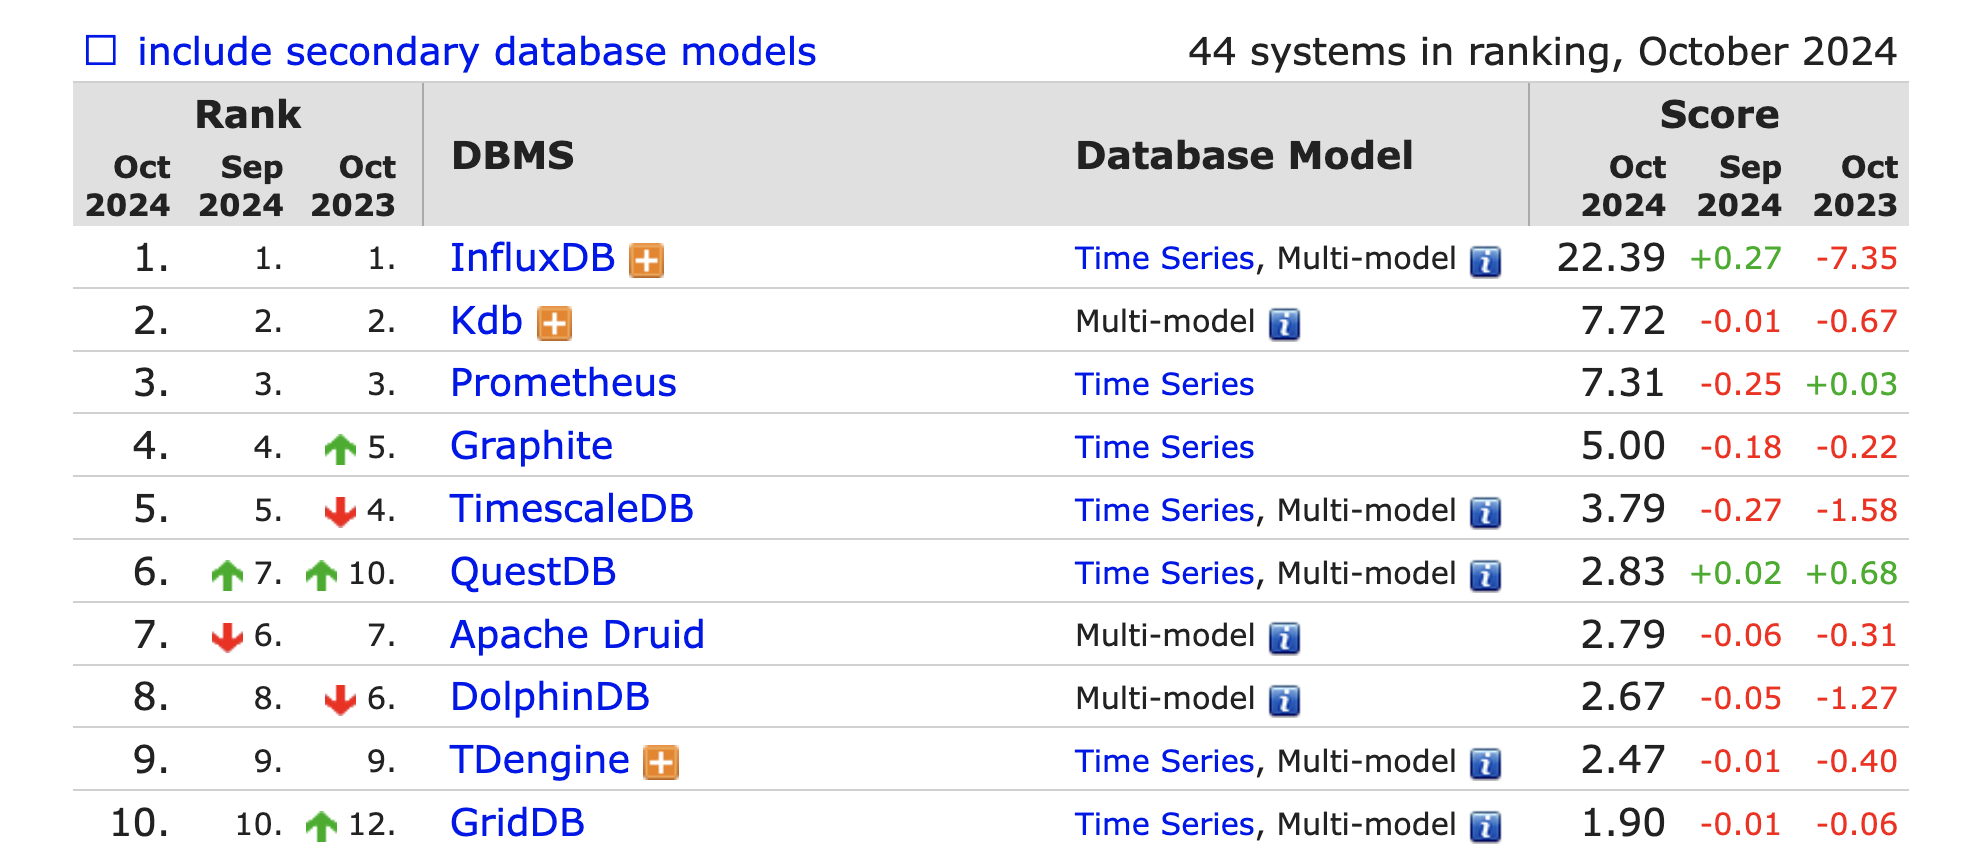 ☐ include secondary database models 44 systems in ranking, October 2024
Rank DBMS Database Model Score
Oct 2024 Sep 2024 Oct 2023 Oct 2024 Sep 2024 Oct 2023
1. 1. 1. InfluxDB Time Series, Multi-model 22.39 +0.27 -7.35
2. 2. 2. Kdb Multi-model 7.72 -0.01 -0.67
3. 3. 3. Prometheus Time Series 7.31 -0.25 +0.03
4. 4. 5. Graphite Time Series 5.00 -0.18 -0.22
5. 5. 4. TimescaleDB Time Series, Multi-model 3.79 -0.27 -1.58
6. 7. 10. QuestDB Time Series, Multi-model 2.83 +0.02 +0.68
7. 6. 7. Apache Druid Multi-model 2.79 -0.06 -0.31
8. 8. 6. DolphinDB Multi-model 2.67 -0.05 -1.27
9. 9. 9. TDengine Time Series, Multi-model 2.47 -0.01 -0.40
10. 10. 12. GridDB Time Series, Multi-model 1.90 -0.01 -0.06